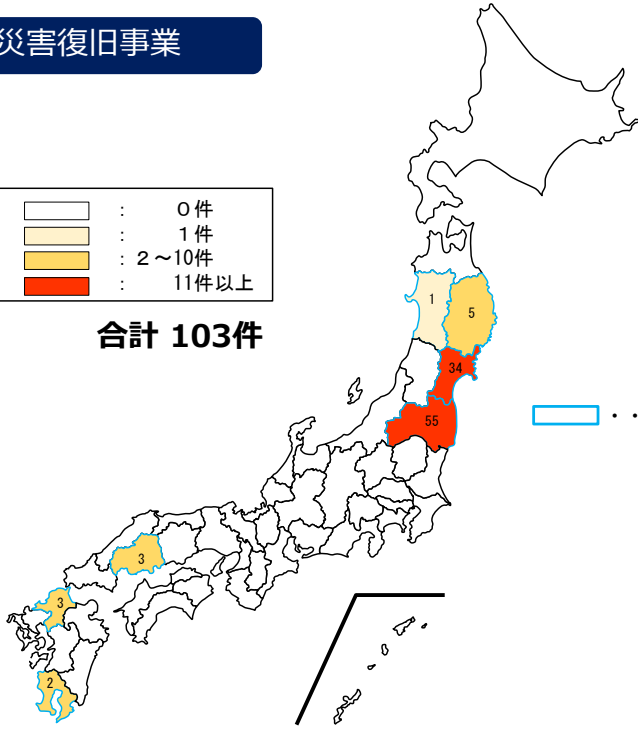 災害復旧事業
： 0件
： 1件
： 2～10件
： 11件以上
合計 103件
1
5
34
55
・・
3
3
2